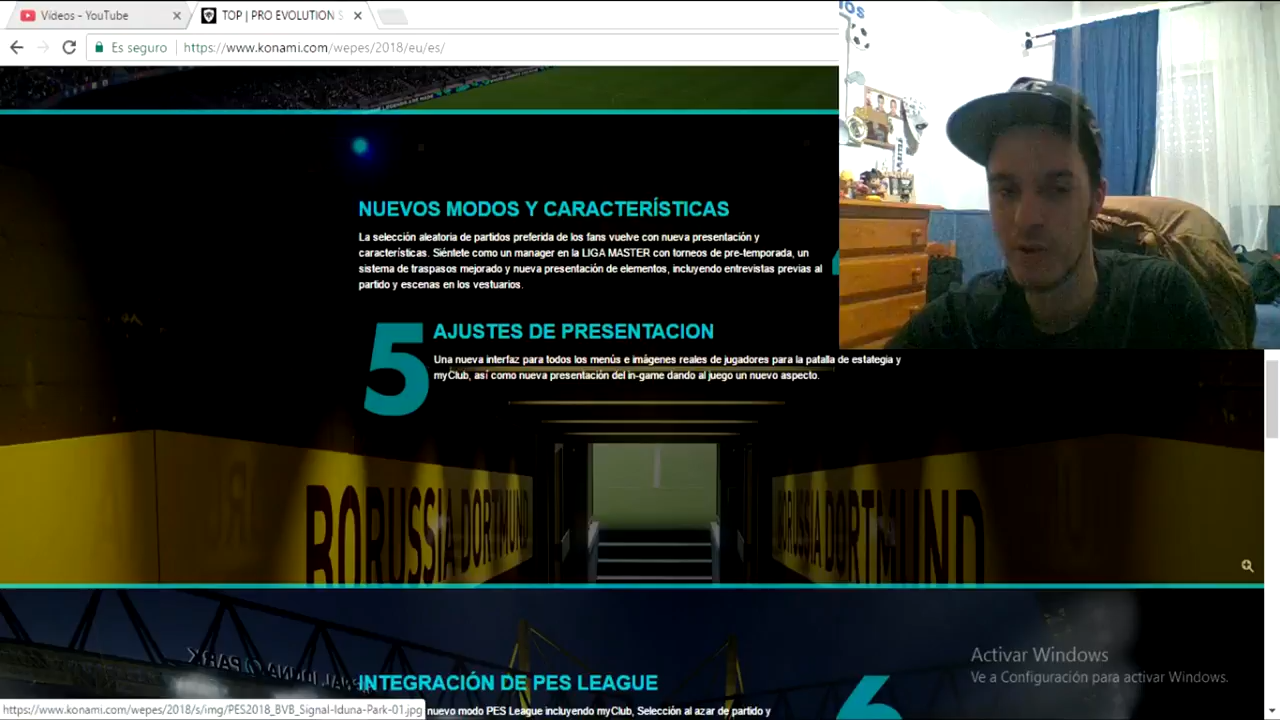 Vídeos - YouTube
TOP | PRO EVOLUTION S
Es seguro
https://www.konami.com/wepes/2018/eu/es/
NUEVOS MODOS Y CARACTERÍSTICAS
La selección aleatoria de partidos preferida de los fans vuelve con nueva presentación y
características. Siéntete como un manager en la LIGA MASTER con torneos de pre-temporada, un
sistema de traspasos mejorado y nueva presentación de elementos, incluyendo entrevistas previas al
partido y escenas en los vestuarios.
5
AJUSTES DE PRESENTACION
Una nueva interfaz para todos los menús e imágenes reales de jugadores para la patalla de estategia y
myClub, así como nueva presentación del in-game dando al juego un nuevo aspecto.
BORUSSIA DORTMUND
BORUSSIA DORTMUND
SIGNAL IDUNA PARK
Activar Windows
Ve a Configuración para activar Windows.
INTEGRACIÓN DE PES LEAGUE
6
https://www.konami.com/wepes/2018/s/img/PES2018_BVB_Signal-Iduna-Park-01.jpg
nuevo modo PES League incluyendo myClub, Selección al azar de partido y